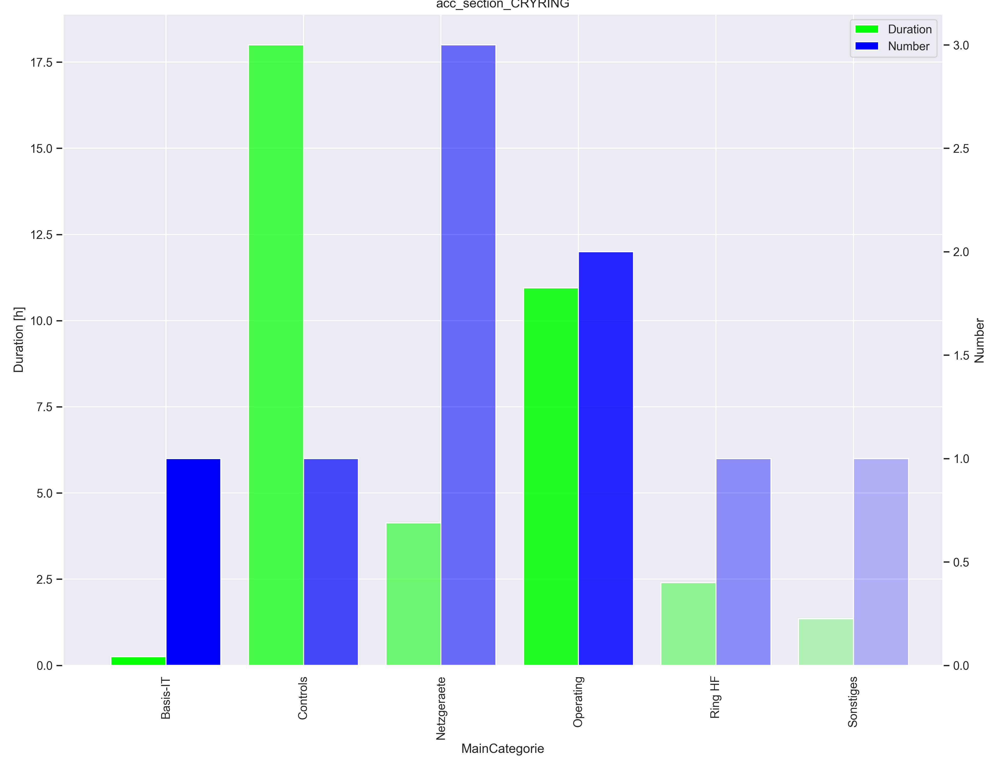 acc_section_CRYRING
Duration
Number
17.5
15.0
12.5
10.0
7.5
5.0
2.5
0.0
Duration [h]
3.0
2.5
2.0
1.5
1.0
0.5
0.0
Number
Basis-IT
Controls
Netzgeraete
Operating
Ring HF
Sonstiges
MainCategorie